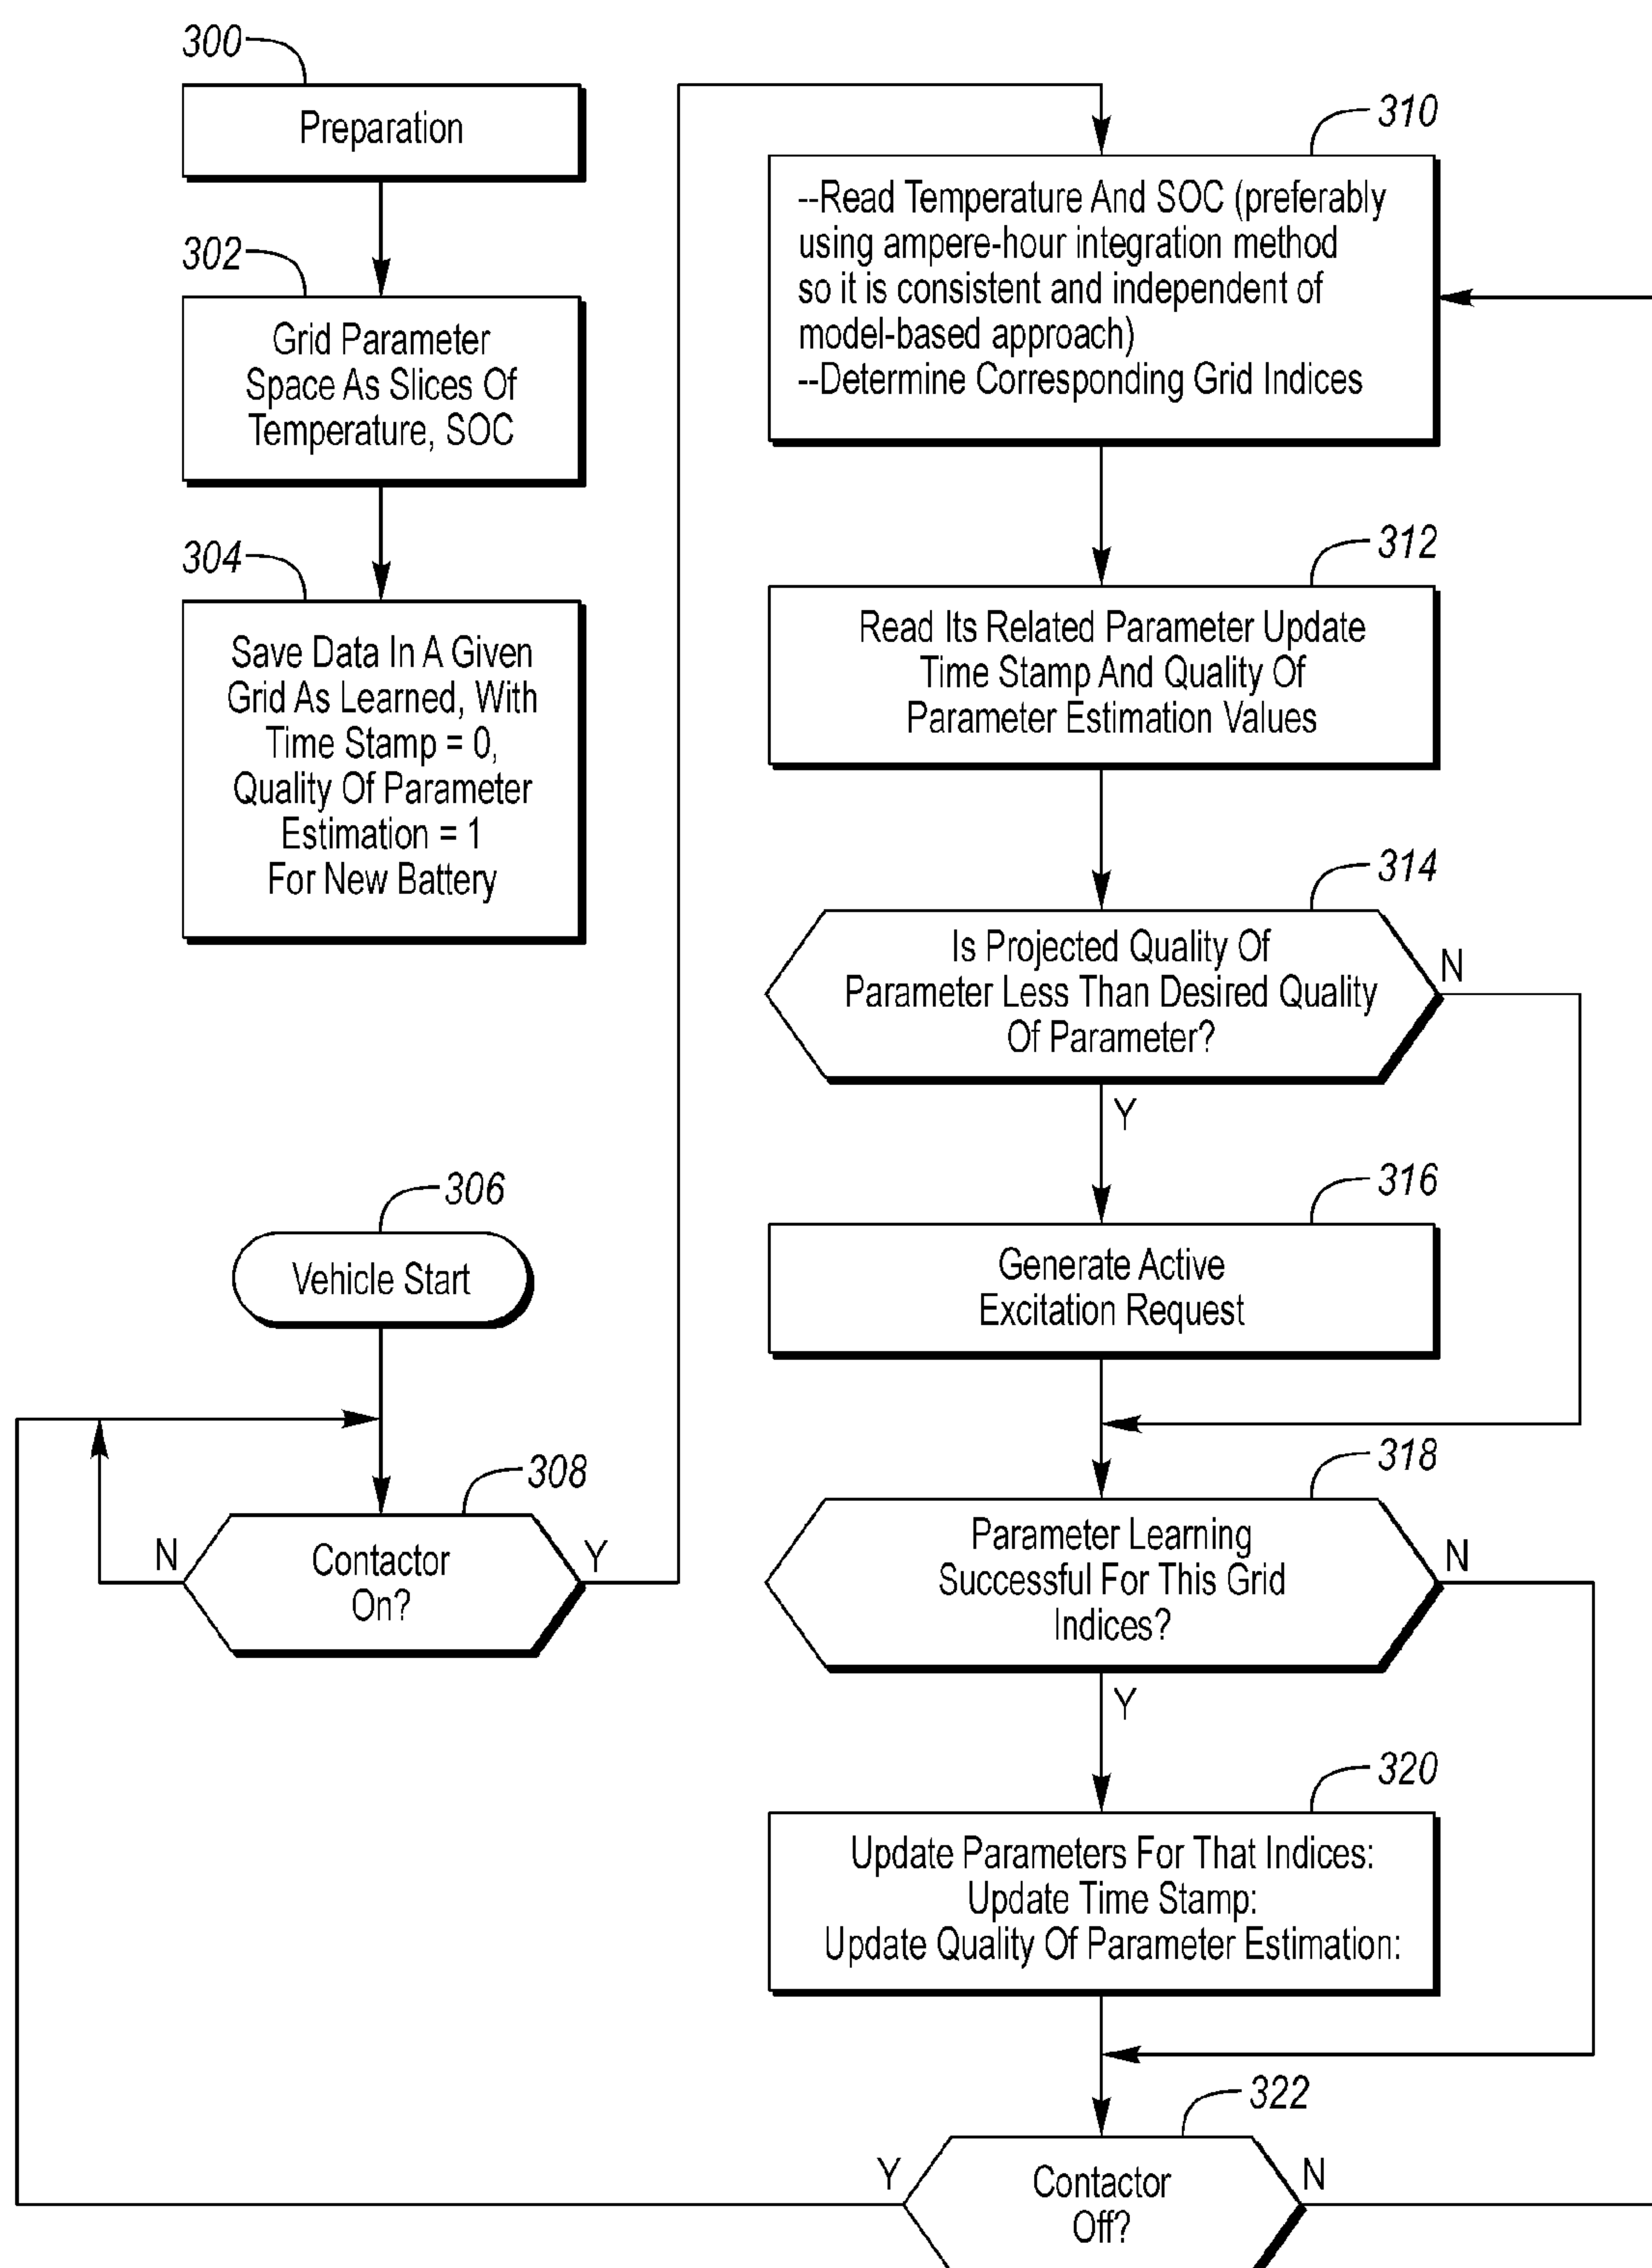 300
Preparation
302
Grid Parameter
Space As Slices Of
Temperature, SOC
304
Save Data In A Given
Grid As Learned, With
Time Stamp = 0,
Quality Of Parameter
Estimation = 1
For New Battery
306
Vehicle Start
308
Contactor
On?
N
Y
310
--Read Temperature And SOC (preferably
using ampere-hour integration method
so it is consistent and independent of
model-based approach)
--Determine Corresponding Grid Indices
312
Read Its Related Parameter Update
Time Stamp And Quality Of
Parameter Estimation Values
314
Is Projected Quality Of
Parameter Less Than Desired Quality
Of Parameter?
N
Y
316
Generate Active
Excitation Request
318
Parameter Learning
Successful For This Grid
Indices?
N
Y
320
Update Parameters For That Indices:
Update Time Stamp:
Update Quality Of Parameter Estimation:
322
Contactor
Off?
Y
N